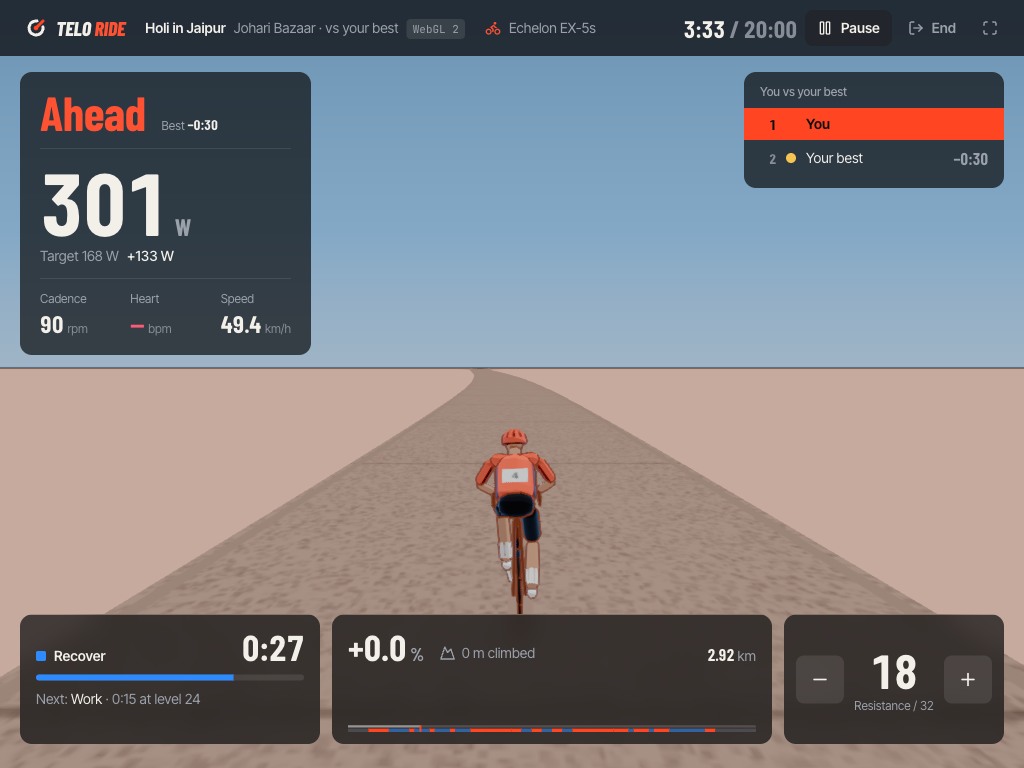 TELO RIDE Holi in Jaipur Johari Bazaar · vs your best WebGL 2 Echelon EX-5s 3:33 / 20:00 Pause End
Ahead Best −0:30
301 W
Target 168 W +133 W
Cadence Heart Speed
90 rpm – bpm 49.4 km/h
You vs your best
1 You
2 Your best −0:30
4
Recover 0:27
Next: Work · 0:15 at level 24
+0.0 % 0 m climbed 2.92 km
− 18 +
Resistance / 32